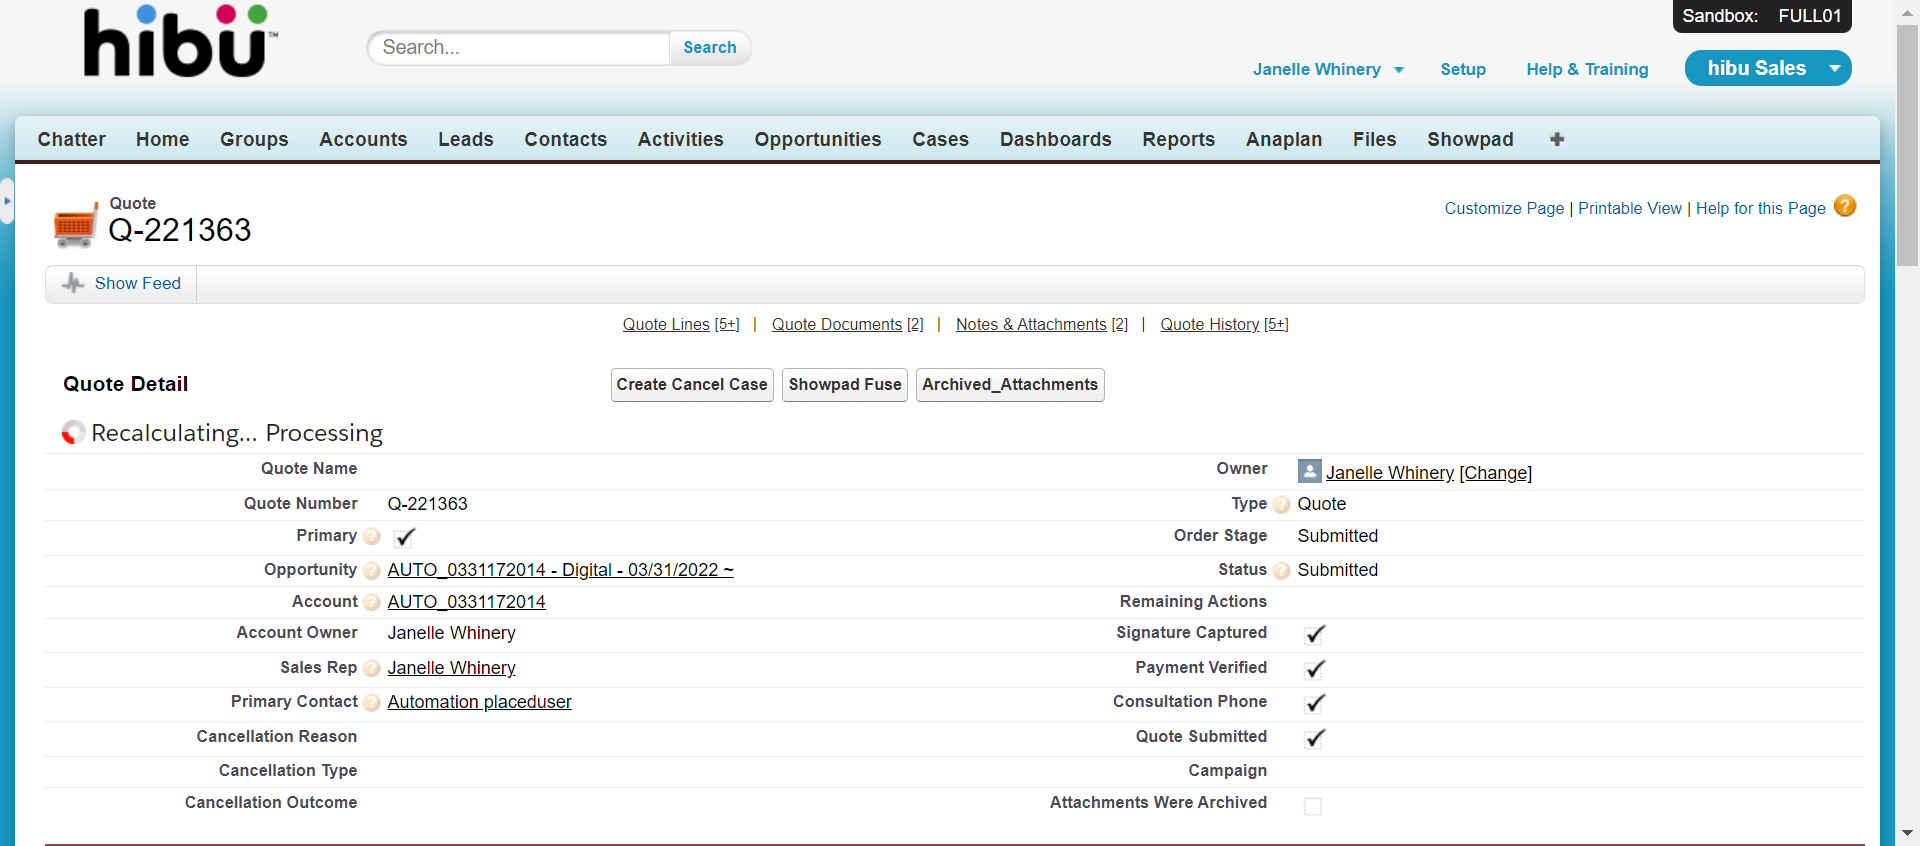 hibü™
Search...
Search
Sandbox: FULL01
Janelle Whinery
Setup
Help & Training
hibu Sales
Chatter Home Groups Accounts Leads Contacts Activities Opportunities Cases Dashboards Reports Anaplan Files Showpad
Quote
Q-221363
Customize Page | Printable View | Help for this Page
Show Feed
Quote Lines [5+] | Quote Documents [2] | Notes & Attachments [2] | Quote History [5+]
Quote Detail
Create Cancel Case
Showpad Fuse
Archived_Attachments
Recalculating... Processing
Quote Name
Owner Janelle Whinery [Change]
Quote Number Q-221363
Type Quote
Primary
Order Stage Submitted
Opportunity AUTO_0331172014 - Digital - 03/31/2022 ~
Status Submitted
Account AUTO_0331172014
Remaining Actions
Account Owner Janelle Whinery
Signature Captured
Sales Rep Janelle Whinery
Payment Verified
Primary Contact Automation placeduser
Consultation Phone
Cancellation Reason
Quote Submitted
Cancellation Type
Campaign
Cancellation Outcome
Attachments Were Archived